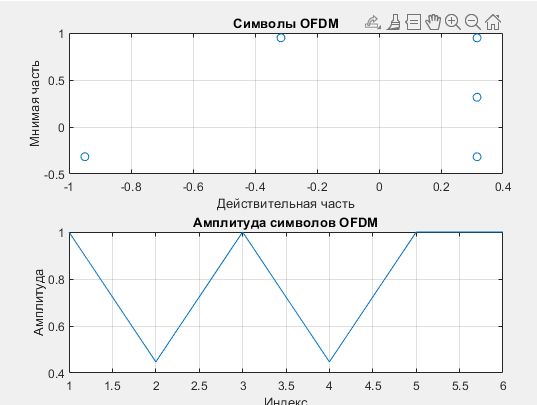 Символы OFDM
1
0.5
0
-0.5
Мнимая часть
-1 -0.8 -0.6 -0.4 -0.2 0 0.2 0.4
Действительная часть
Амплитуда символов OFDM
1
0.8
0.6
0.4
Амплитуда
1 1.5 2 2.5 3 3.5 4 4.5 5 5.5 6
Индекс